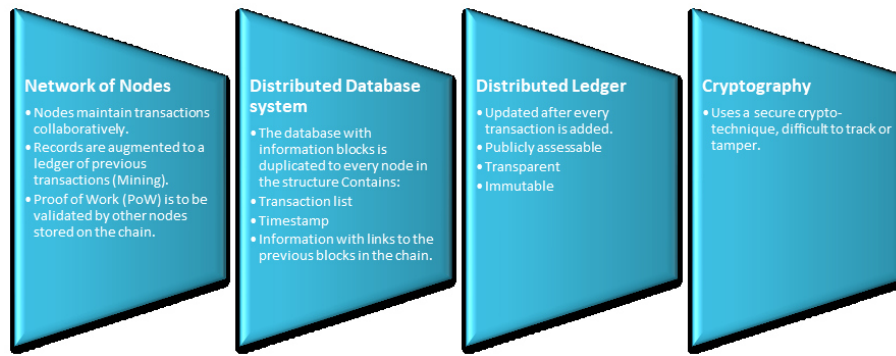 Network of Nodes
• Nodes maintain transactions
collaboratively.
• Records are augmented to a
ledger of previous
transactions (Mining).
• Proof of Work (PoW) is to be
validated by other nodes
stored on the chain.
Distributed Database
system
• The database with
information blocks is
duplicated to every node in
the structure Contains:
• Transaction list
• Timestamp
• Information with links to the
previous blocks in the chain.
Distributed Ledger
• Updated after every
transaction is added.
• Publicly assessable
• Transparent
• Immutable
Cryptography
• Uses a secure crypto-
technique, difficult to track or
tamper.